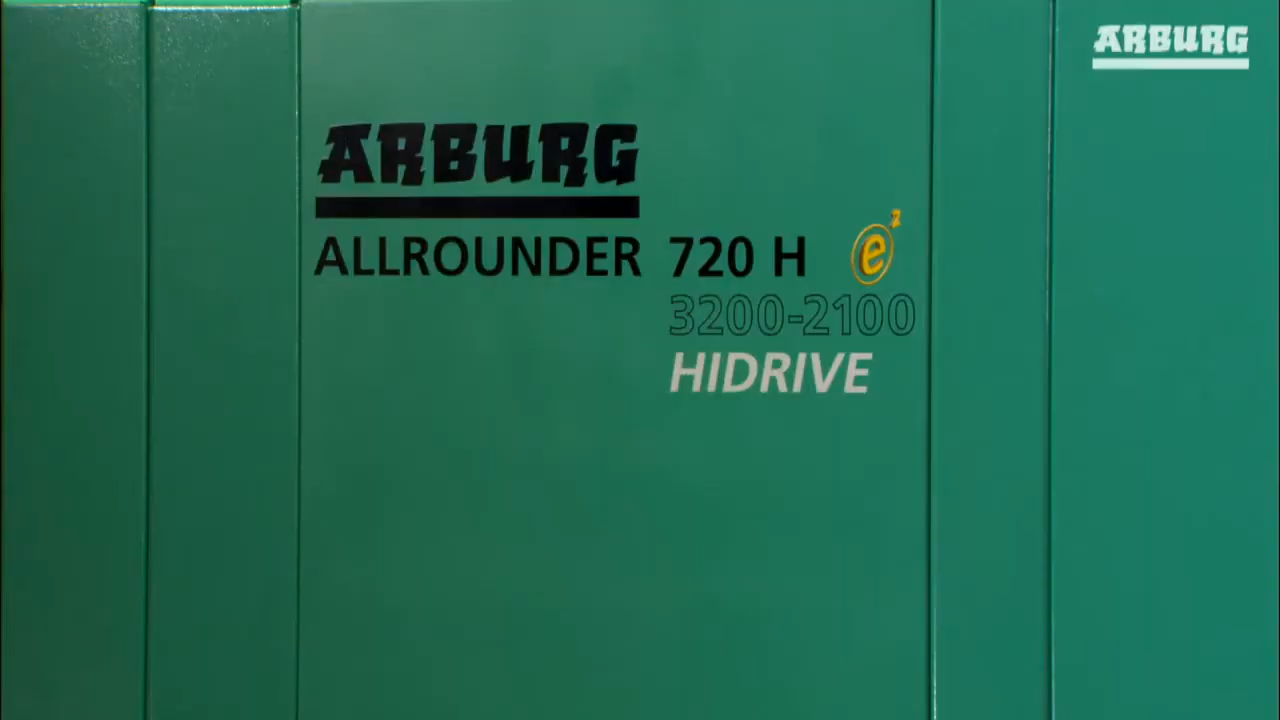 ARBURG
ARBURG
ALLROUNDER 720 H e²
3200-2100
HIDRIVE